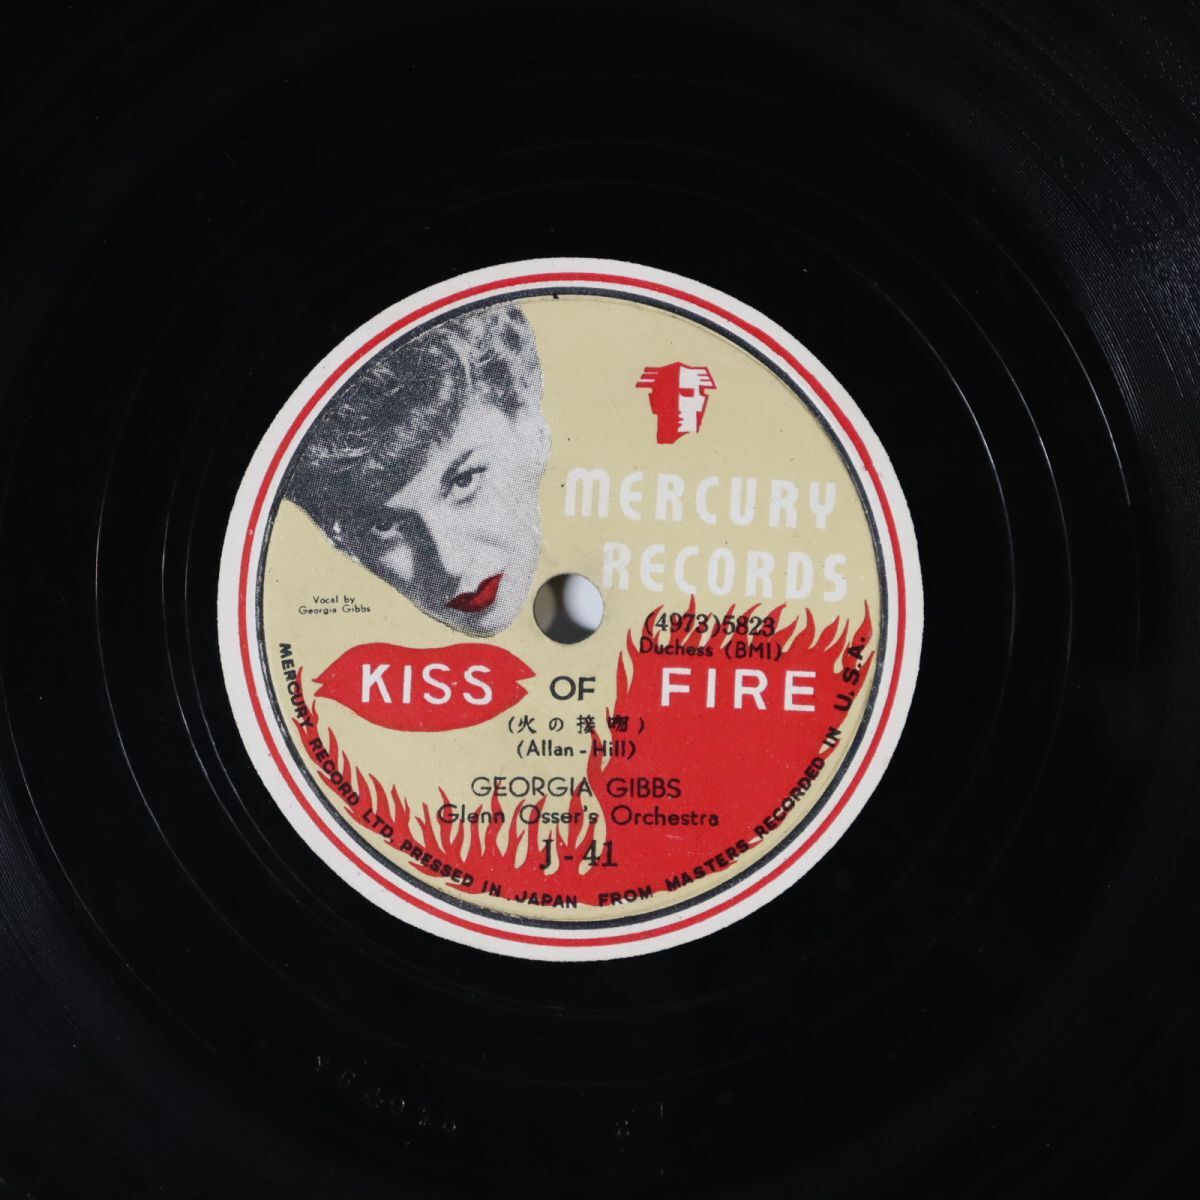 MERCURY
RECORDS
Vocal by
Georgia Gibbs
(4973)5823
Duchess (BMI)
KISS OF FIRE
(火の接吻)
(Allan - Hill)
GEORGIA GIBBS
Glenn Osser's Orchestra
J - 41
MERCURY RECORD LTD. PRESSED IN JAPAN FROM MASTERS RECORDED IN U.S.A.